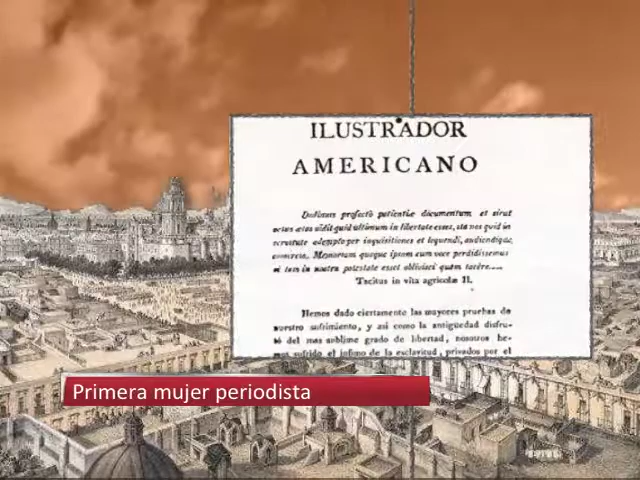 ILUSTRADOR
AMERICANO
Dedimus profectò patientiæ documentum, et sicut
vetus ætas vidit quid ultimum in libertate esset, ita nos quid in
servitute adempto per inquisitiones et loquendi, audiendique,
comercio. Memoriam quoque ipsam cum voce perdidissemus
si tam in nostra potestate esset oblivisci quàm tacère....
Tacitus in vita agricolæ II.
Hemos dado ciertamente las mayores pruebas de
nuestro sufrimiento, y asi como la antigüedad disfru-
tó del mas sublime grado de libertad, nosotros he-
mos sufrido el infimo de la esclavitud, privados por el
Primera mujer periodista